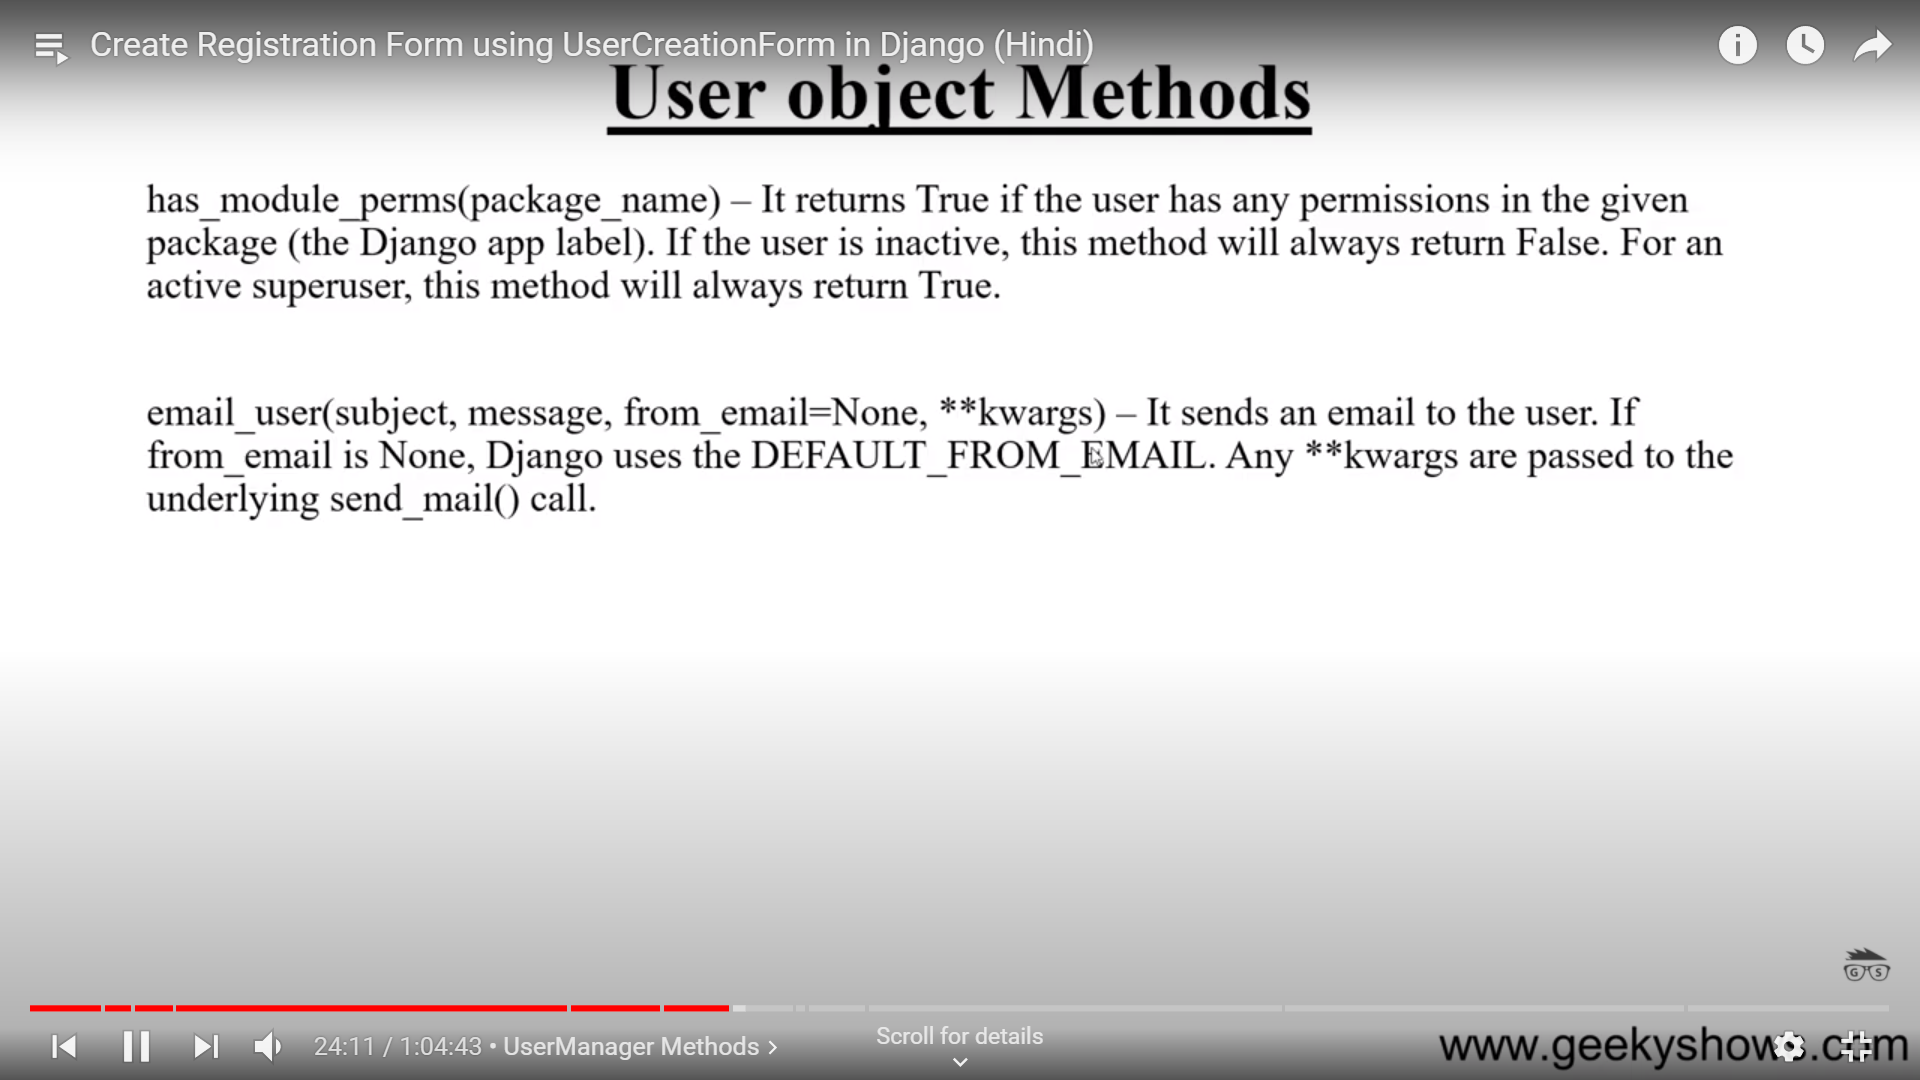 Create Registration Form using UserCreationForm in Django (Hindi)
User object Methods
has_module_perms(package_name) – It returns True if the user has any permissions in the given
package (the Django app label). If the user is inactive, this method will always return False. For an
active superuser, this method will always return True.
email_user(subject, message, from_email=None, **kwargs) – It sends an email to the user. If
from_email is None, Django uses the DEFAULT_FROM_EMAIL. Any **kwargs are passed to the
underlying send_mail() call.
G S
24:11 / 1:04:43 • UserManager Methods >
Scroll for details
www.geekyshows.com